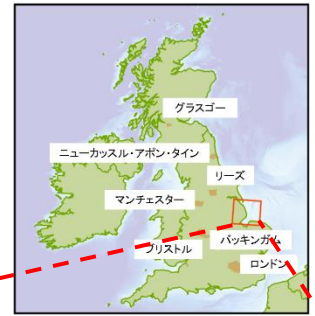 グラスゴー
ニューカッスル・アポン・タイン
リーズ
マンチェスター
ブリストル
バッキンガム
ロンドン